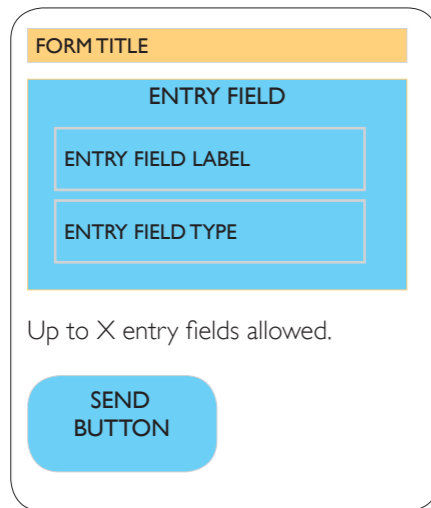 FORM TITLE
ENTRY FIELD
ENTRY FIELD LABEL
ENTRY FIELD TYPE
Up to X entry fields allowed.
SEND
BUTTON